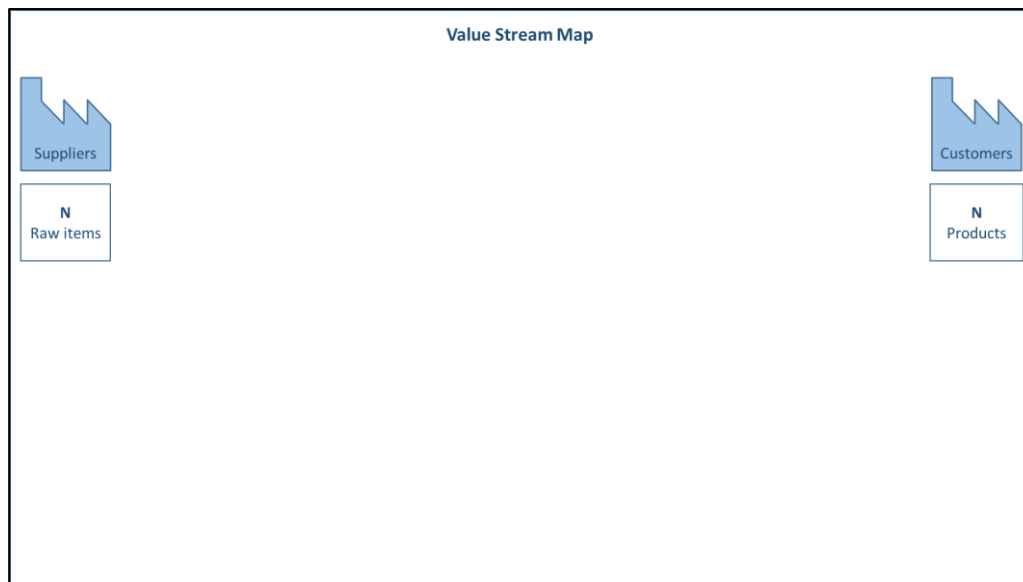 Value Stream Map
Suppliers
Customers
N
Raw items
N
Products